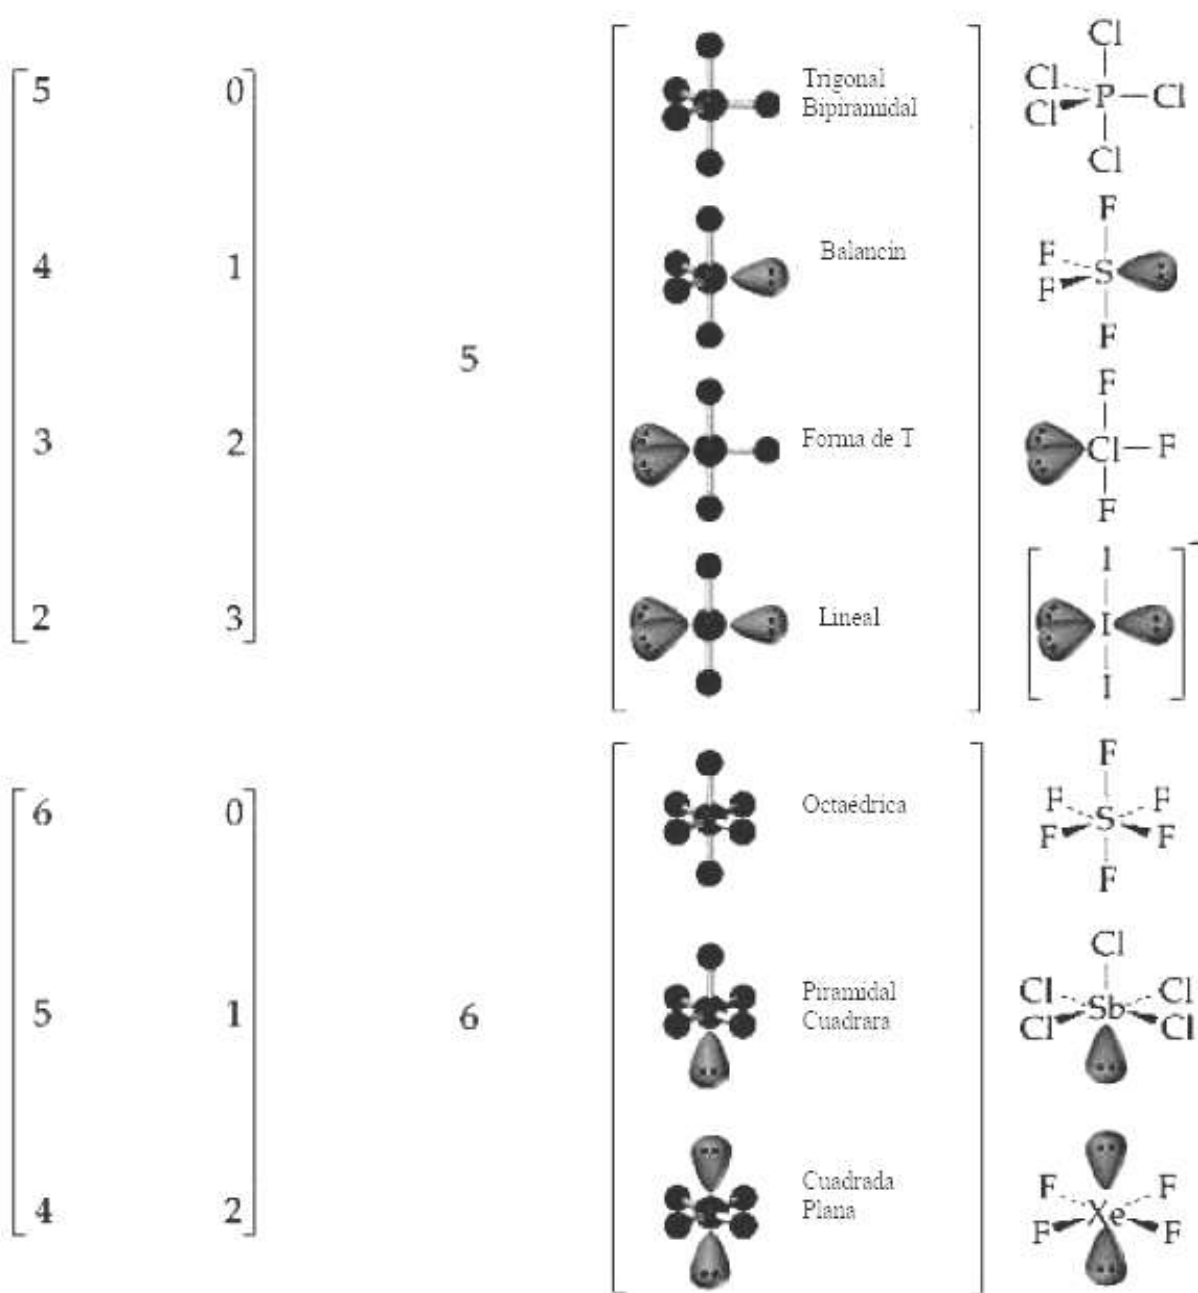 Cl
5 0 Trigonal Cl
Bipiramidal Cl P Cl
Cl
F
4 1 Balancin F
F S
F
5
F
3 2 Forma de T Cl F
F
I
2 3 Lineal I
I
-
F
6 0 Octaédrica F F
S
F F
F
Cl
5 1 6 Piramidal Cl Cl
Cuadrara Sb
Cl Cl
4 2 Cuadrada F F
Plana Xe
F F